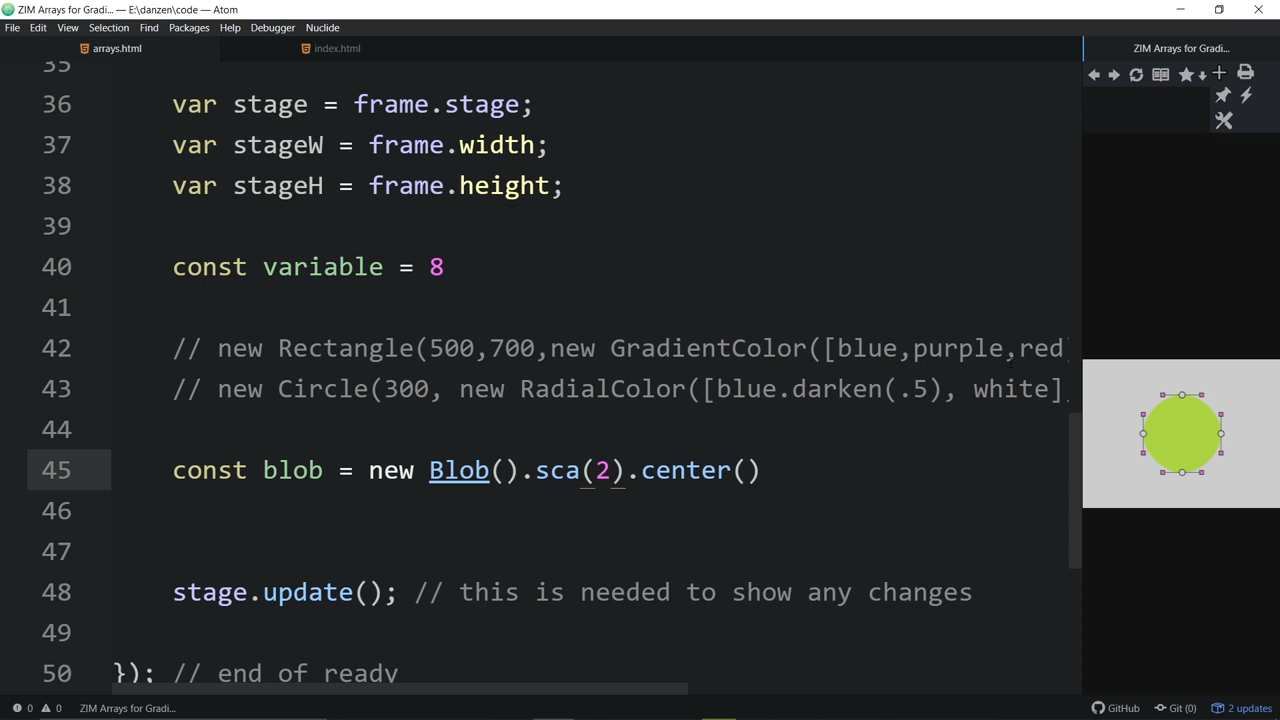 ZIM Arrays for Gradi... — E:\danzen\code — Atom
File Edit View Selection Find Packages Help Debugger Nuclide
arrays.html index.html ZIM Arrays for Gradi...
35
36 var stage = frame.stage;
37 var stageW = frame.width;
38 var stageH = frame.height;
39
40 const variable = 8
41
42 // new Rectangle(500,700,new GradientColor([blue,purple,red]
43 // new Circle(300, new RadialColor([blue.darken(.5), white],
44
45 const blob = new Blob().sca(2).center()
46
47
48 stage.update(); // this is needed to show any changes
49
50 }); // end of ready
0 0 ZIM Arrays for Gradi... GitHub Git (0) 2 updates